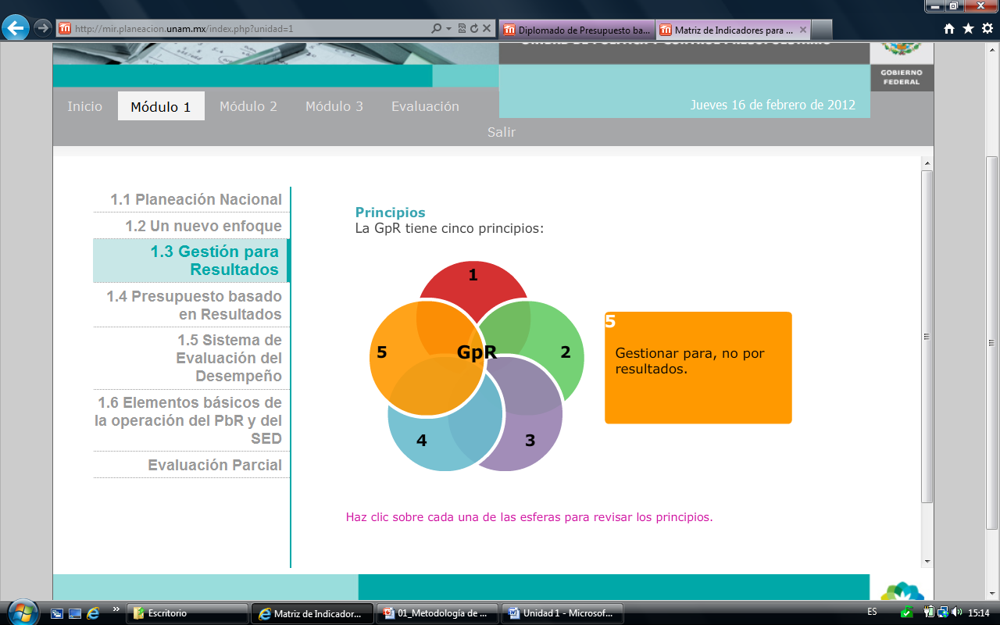 http://mir.planeacion.unam.mx/index.php?unidad=1
Diplomado de Presupuesto ba...
Matriz de Indicadores para ...
GOBIERNO
FEDERAL
Inicio
Módulo 1
Módulo 2
Módulo 3
Evaluación
Jueves 16 de febrero de 2012
Salir
1.1 Planeación Nacional
1.2 Un nuevo enfoque
1.3 Gestión para
Resultados
1.4 Presupuesto basado
en Resultados
1.5 Sistema de
Evaluación del
Desempeño
1.6 Elementos básicos de
la operación del PbR y del
SED
Evaluación Parcial
Principios
La GpR tiene cinco principios:
1
5
GpR
2
4
3
5
Gestionar para, no por
resultados.
Haz clic sobre cada una de las esferas para revisar los principios.
Escritorio
Matriz de Indicador...
01_Metodología de ...
Unidad 1 - Microsof...
ES
15:14